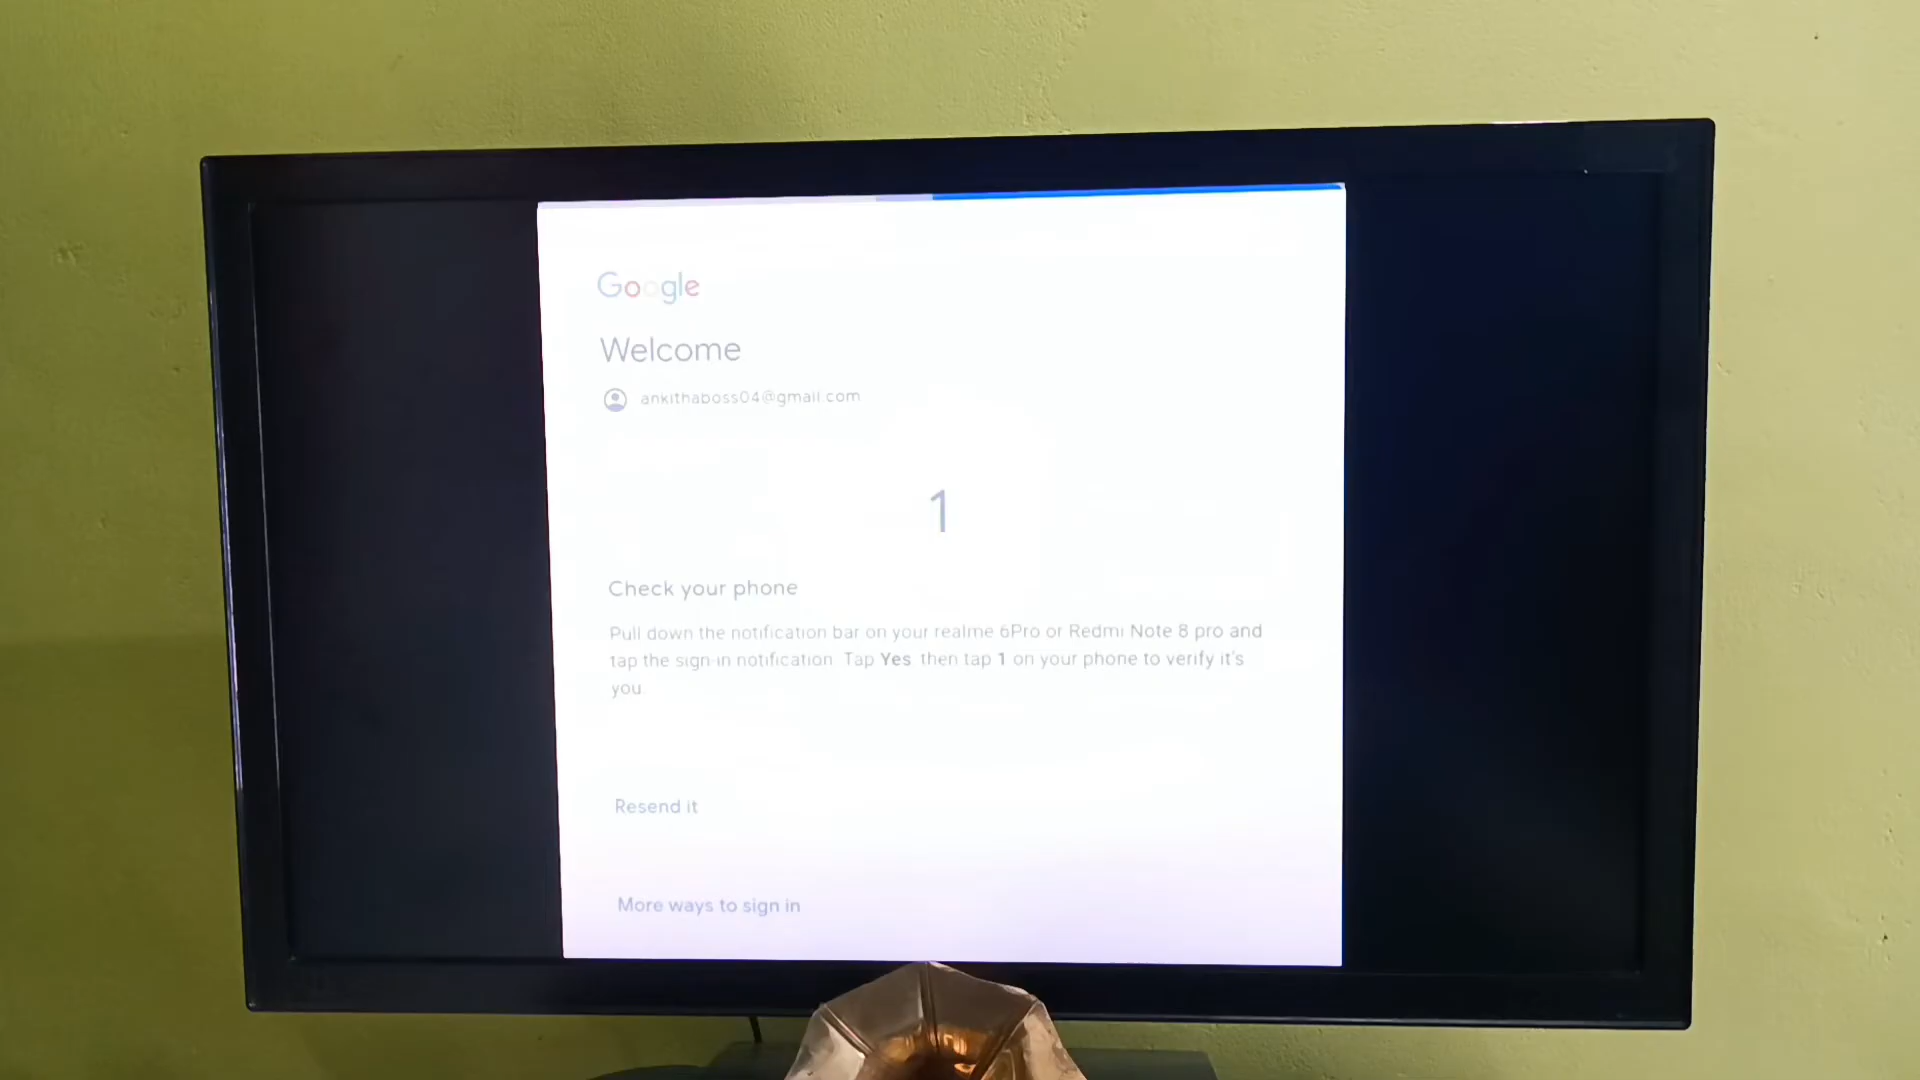 Google
Welcome
ankithaboss04@gmail.com
1
Check your phone
Pull down the notification bar on your realme 6Pro or Redmi Note 8 pro and
tap the sign-in notification. Tap Yes, then tap 1 on your phone to verify it's
you.
Resend it
More ways to sign in